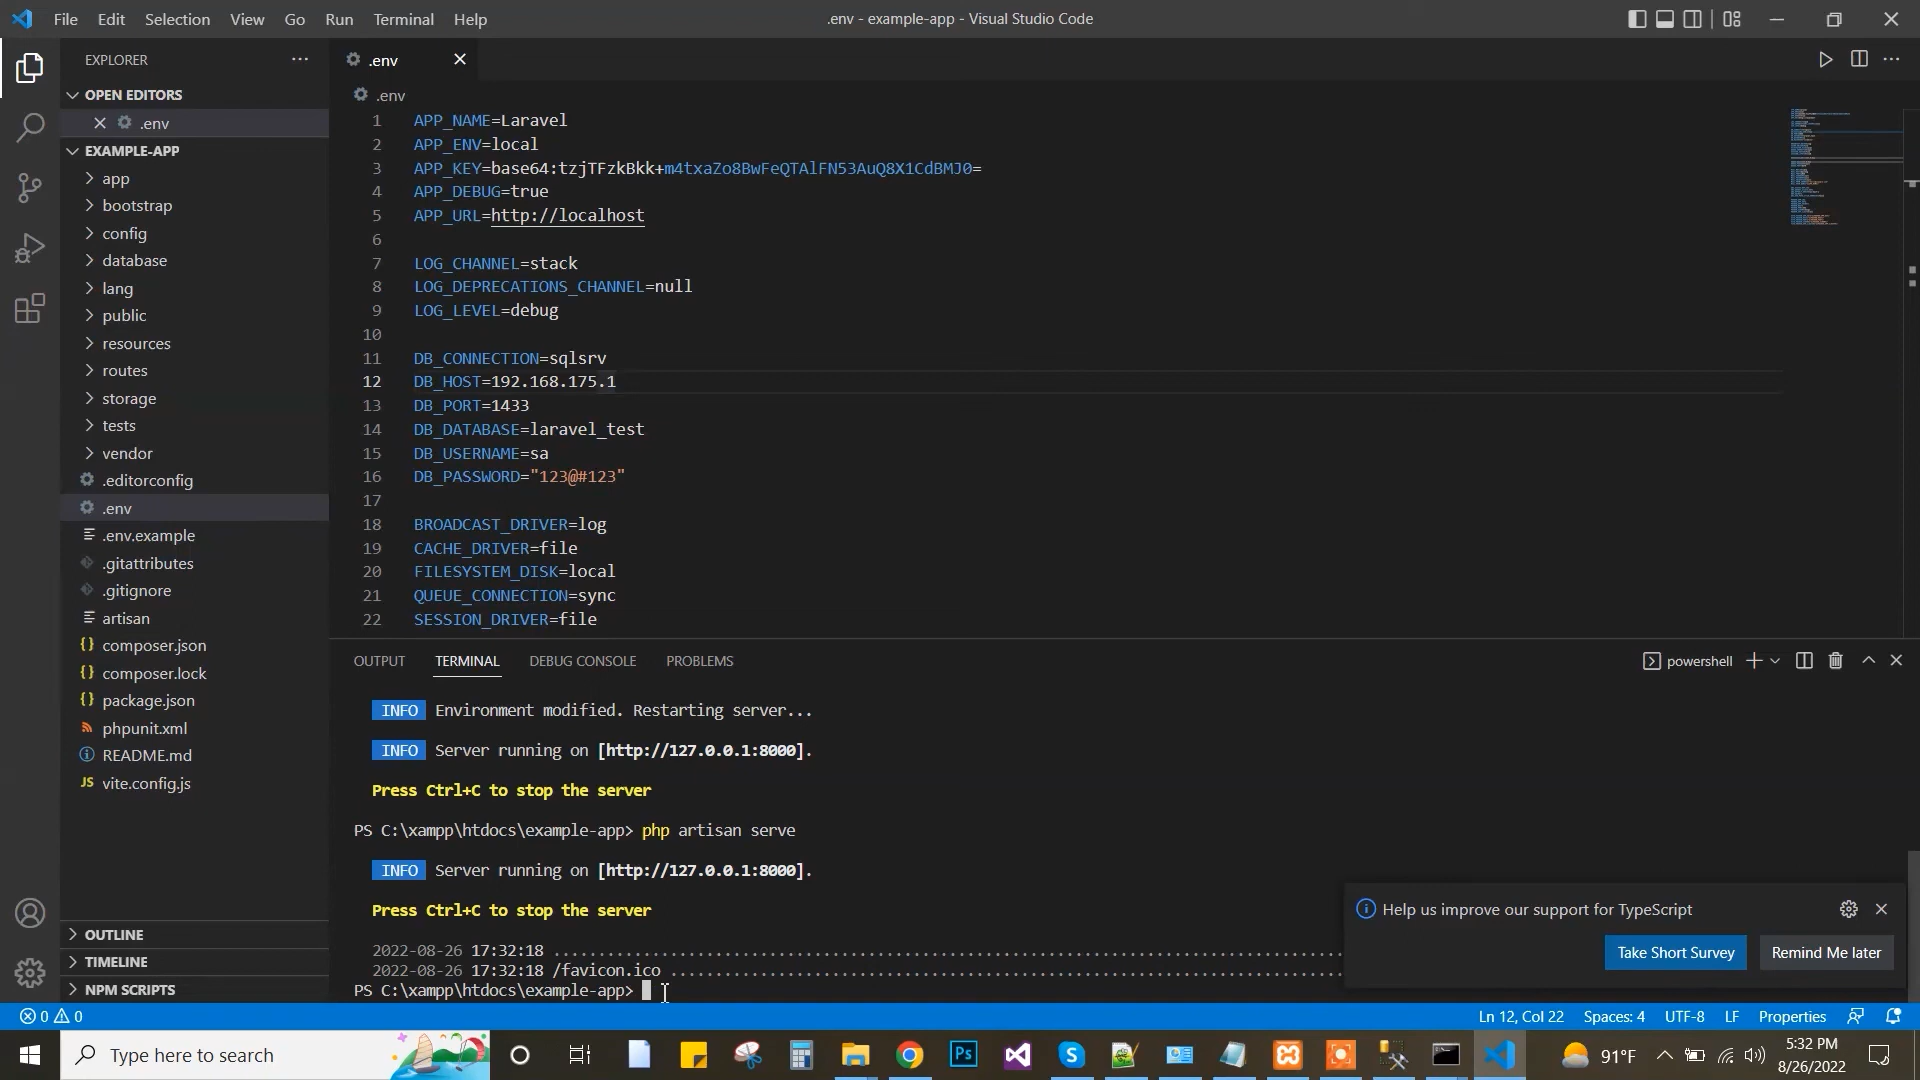 File Edit Selection View Go Run Terminal Help
.env - example-app - Visual Studio Code
EXPLORER
OPEN EDITORS
.env
EXAMPLE-APP
app
bootstrap
config
database
lang
public
resources
routes
storage
tests
vendor
.editorconfig
.env
.env.example
.gitattributes
.gitignore
artisan
composer.json
composer.lock
package.json
phpunit.xml
README.md
vite.config.js
OUTLINE
TIMELINE
NPM SCRIPTS
.env
.env
1 APP_NAME=Laravel
2 APP_ENV=local
3 APP_KEY=base64:tzjTFzkBkk+m4txaZo8BwFeQTAlFN53AuQ8X1CdBMJ0=
4 APP_DEBUG=true
5 APP_URL=http://localhost
6
7 LOG_CHANNEL=stack
8 LOG_DEPRECATIONS_CHANNEL=null
9 LOG_LEVEL=debug
10
11 DB_CONNECTION=sqlsrv
12 DB_HOST=192.168.175.1
13 DB_PORT=1433
14 DB_DATABASE=laravel_test
15 DB_USERNAME=sa
16 DB_PASSWORD="123@#123"
17
18 BROADCAST_DRIVER=log
19 CACHE_DRIVER=file
20 FILESYSTEM_DISK=local
21 QUEUE_CONNECTION=sync
22 SESSION_DRIVER=file
OUTPUT TERMINAL DEBUG CONSOLE PROBLEMS
powershell
INFO Environment modified. Restarting server...
INFO Server running on [http://127.0.0.1:8000].
Press Ctrl+C to stop the server
PS C:\xampp\htdocs\example-app> php artisan serve
INFO Server running on [http://127.0.0.1:8000].
Press Ctrl+C to stop the server
2022-08-26 17:32:18 ....................................................................................
2022-08-26 17:32:18 /favicon.ico .......................................................................
PS C:\xampp\htdocs\example-app>
Help us improve our support for TypeScript
Take Short Survey Remind Me later
0 0
Ln 12, Col 22 Spaces: 4 UTF-8 LF Properties
Type here to search
Ps
91°F
5:32 PM
8/26/2022